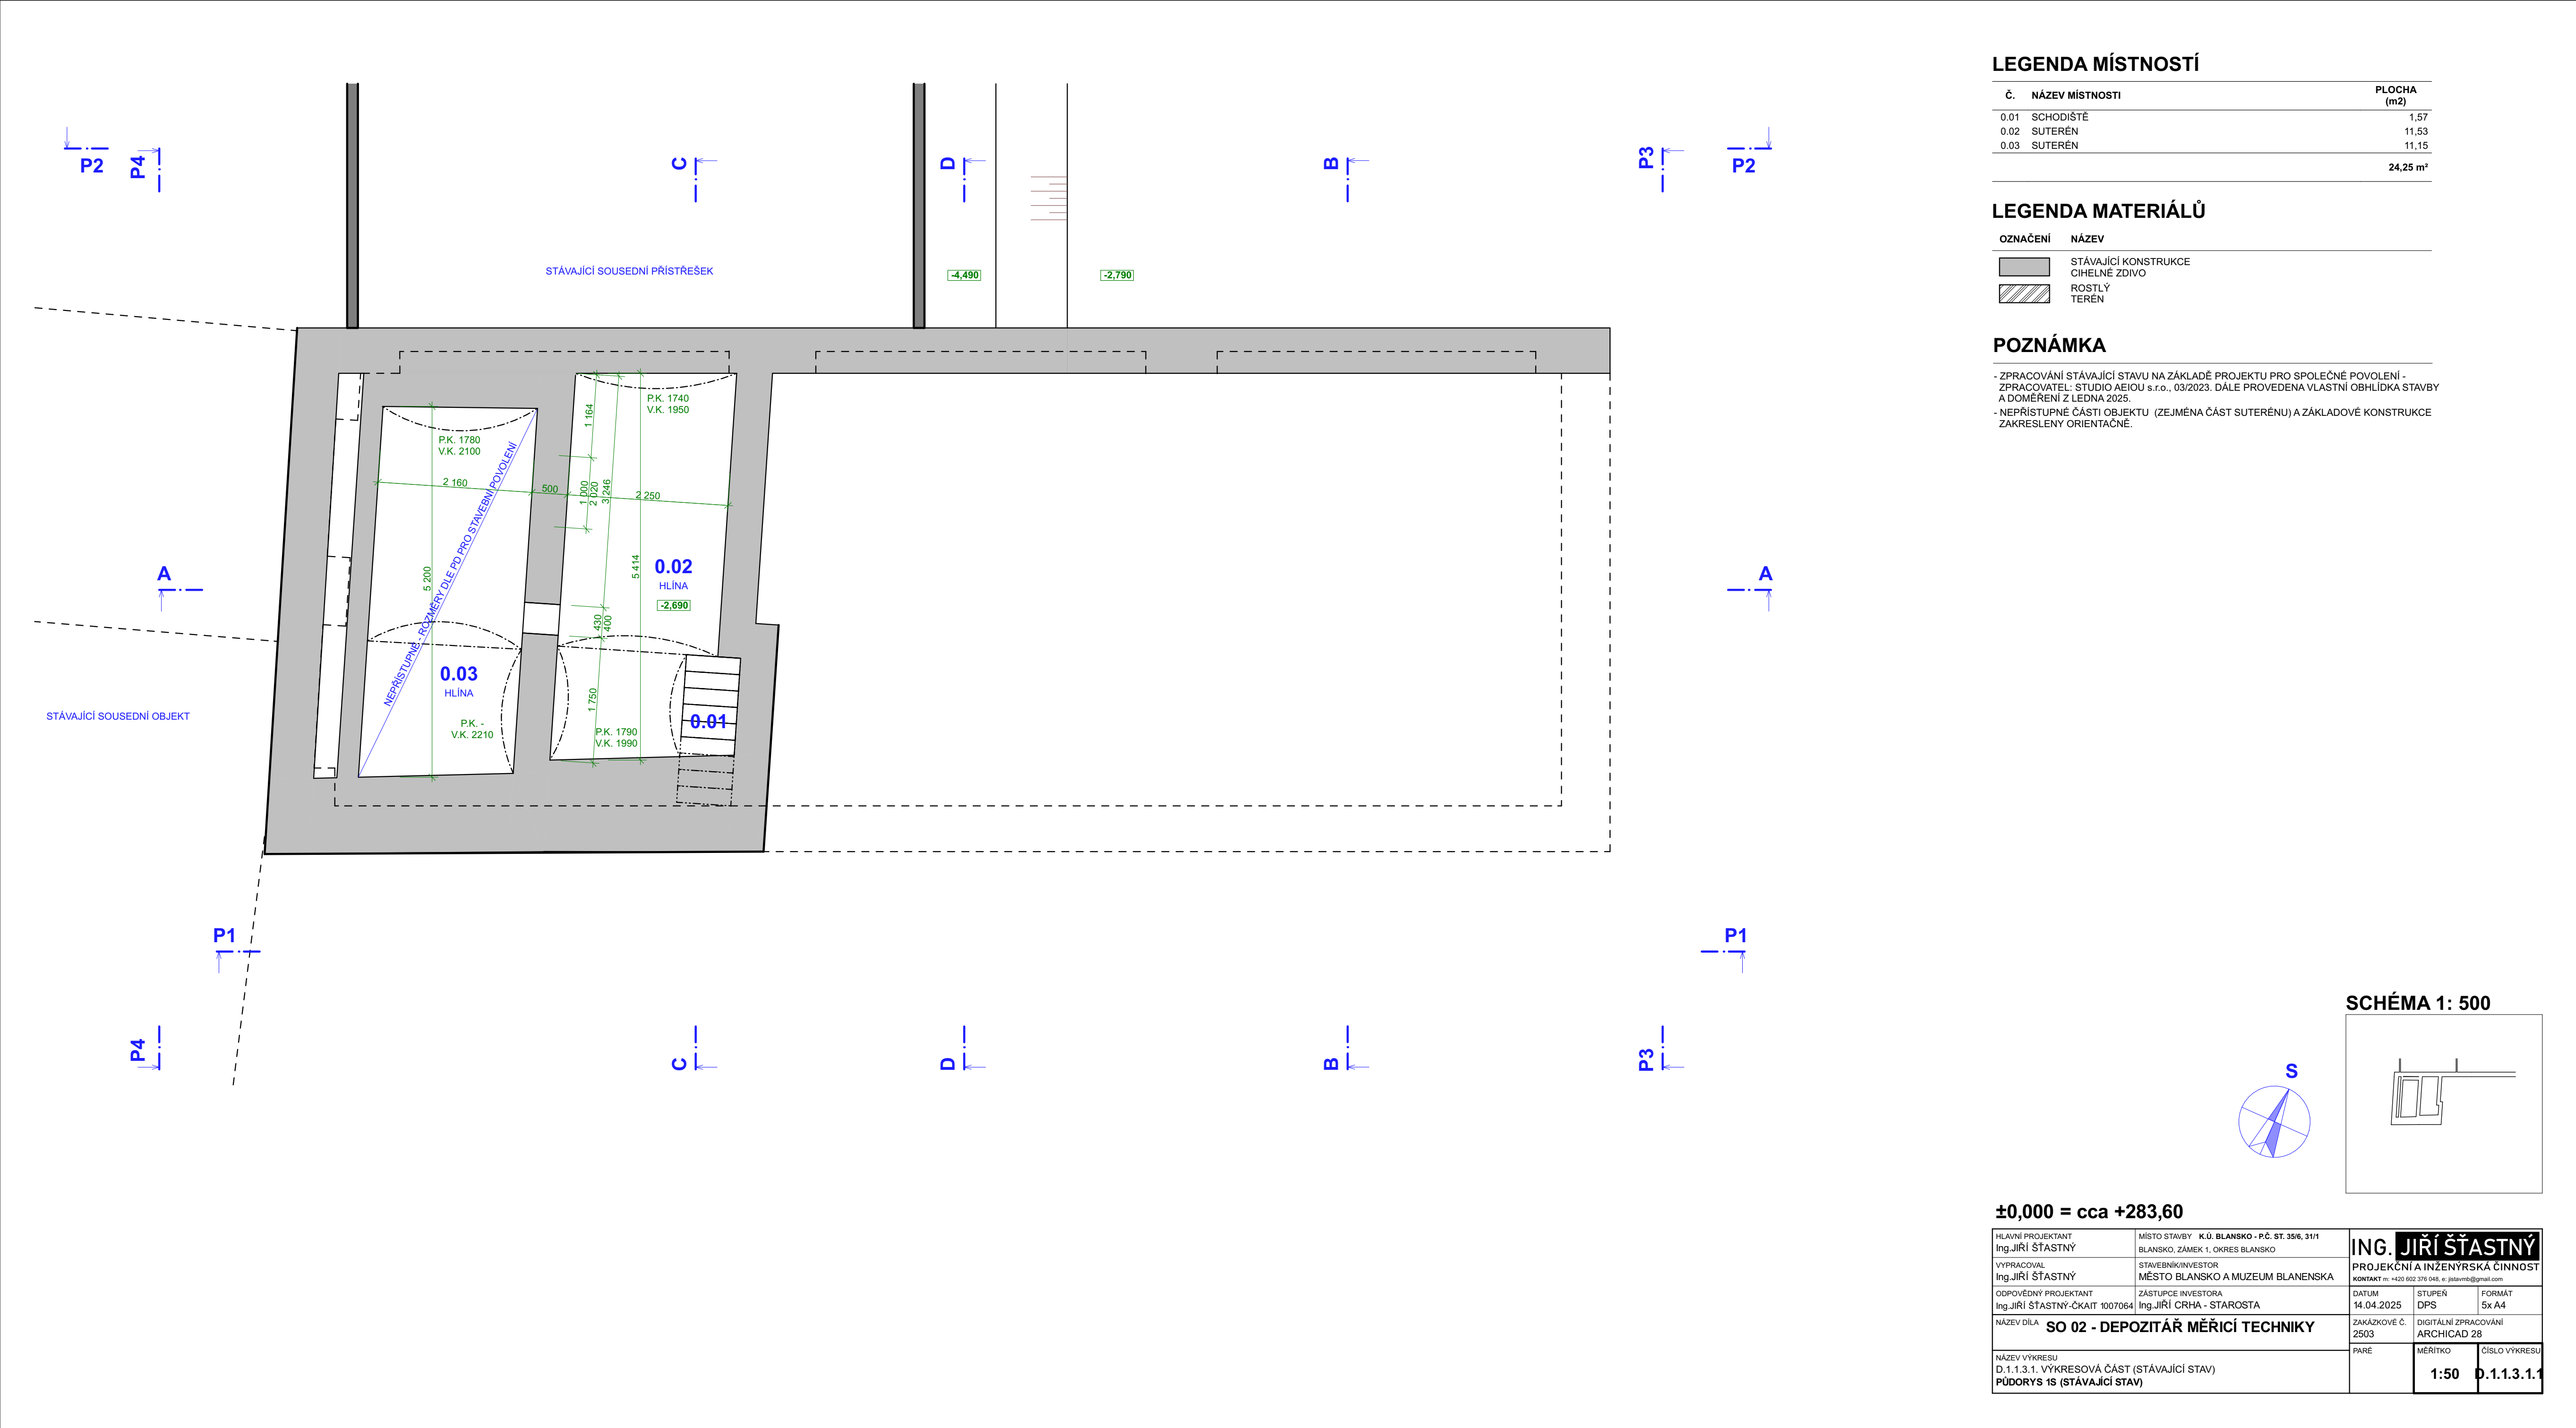 LEGENDA MÍSTNOSTÍ
Č. NÁZEV MÍSTNOSTI PLOCHA (m2)
0.01 SCHODIŠTĚ 1,57
0.02 SUTERÉN 11,53
0.03 SUTERÉN 11,15
24,25 m²
LEGENDA MATERIÁLŮ
OZNAČENÍ NÁZEV
STÁVAJÍCÍ KONSTRUKCE
CIHELNÉ ZDIVO
ROSTLÝ
TERÉN
POZNÁMKA
- ZPRACOVÁNÍ STÁVAJÍCÍ STAVU NA ZÁKLADĚ PROJEKTU PRO SPOLEČNÉ POVOLENÍ -
ZPRACOVATEL: STUDIO AEIOU s.r.o., 03/2023. DÁLE PROVEDENA VLASTNÍ OBHLÍDKA STAVBY
A DOMĚŘENÍ Z LEDNA 2025.
- NEPŘÍSTUPNÉ ČÁSTI OBJEKTU (ZEJMÉNA ČÁST SUTERÉNU) A ZÁKLADOVÉ KONSTRUKCE
ZAKRESLENY ORIENTAČNĚ.
P2
P4
C
D
B
P3
P2
STÁVAJÍCÍ SOUSEDNÍ PŘÍSTŘEŠEK
-4,490
-2,790
P.K. 1740
V.K. 1950
1 164
P.K. 1780
V.K. 2100
2 160
500
1 000
2 020
3 246
2 250
NEPŘÍSTUPNÉ - ROZMĚRY DLE PD PRO STAVEBNÍ POVOLENÍ
5 200
5 414
0.02
HLÍNA
-2,690
A
A
430
400
0.03
HLÍNA
1 750
P.K. -
V.K. 2210
P.K. 1790
V.K. 1990
0.01
STÁVAJÍCÍ SOUSEDNÍ OBJEKT
P1
P1
P4
C
D
B
P3
SCHÉMA 1: 500
S
±0,000 = cca +283,60
HLAVNÍ PROJEKTANT
Ing.JIŘÍ ŠŤASTNÝ
MÍSTO STAVBY K.Ú. BLANSKO - P.Č. ST. 35/6, 31/1
BLANSKO, ZÁMEK 1, OKRES BLANSKO
VYPRACOVAL
Ing.JIŘÍ ŠŤASTNÝ
STAVEBNÍK/INVESTOR
MĚSTO BLANSKO A MUZEUM BLANENSKA
ODPOVĚDNÝ PROJEKTANT
Ing.JIŘÍ ŠŤASTNÝ-ČKAIT 1007064
ZÁSTUPCE INVESTORA
Ing.JIŘÍ CRHA - STAROSTA
NÁZEV DÍLA SO 02 - DEPOZITÁŘ MĚŘICÍ TECHNIKY
NÁZEV VÝKRESU
D.1.1.3.1. VÝKRESOVÁ ČÁST (STÁVAJÍCÍ STAV)
PŮDORYS 1S (STÁVAJÍCÍ STAV)
ING. JIŘÍ ŠŤASTNÝ
PROJEKČNÍ A INŽENÝRSKÁ ČINNOST
KONTAKT m: +420 602 376 048, e: jistavmb@gmail.com
DATUM
14.04.2025
STUPEŇ
DPS
FORMÁT
5x A4
ZAKÁZKOVÉ Č.
2503
DIGITÁLNÍ ZPRACOVÁNÍ
ARCHICAD 28
PARÉ
MĚŘÍTKO
1:50
ČÍSLO VÝKRESU
D.1.1.3.1.1